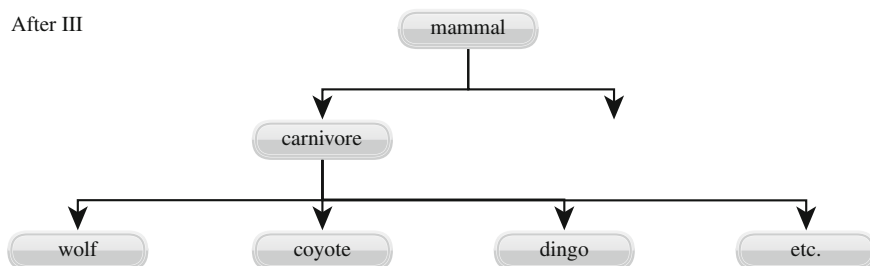 After III
mammal
carnivore
wolf
coyote
dingo
etc.